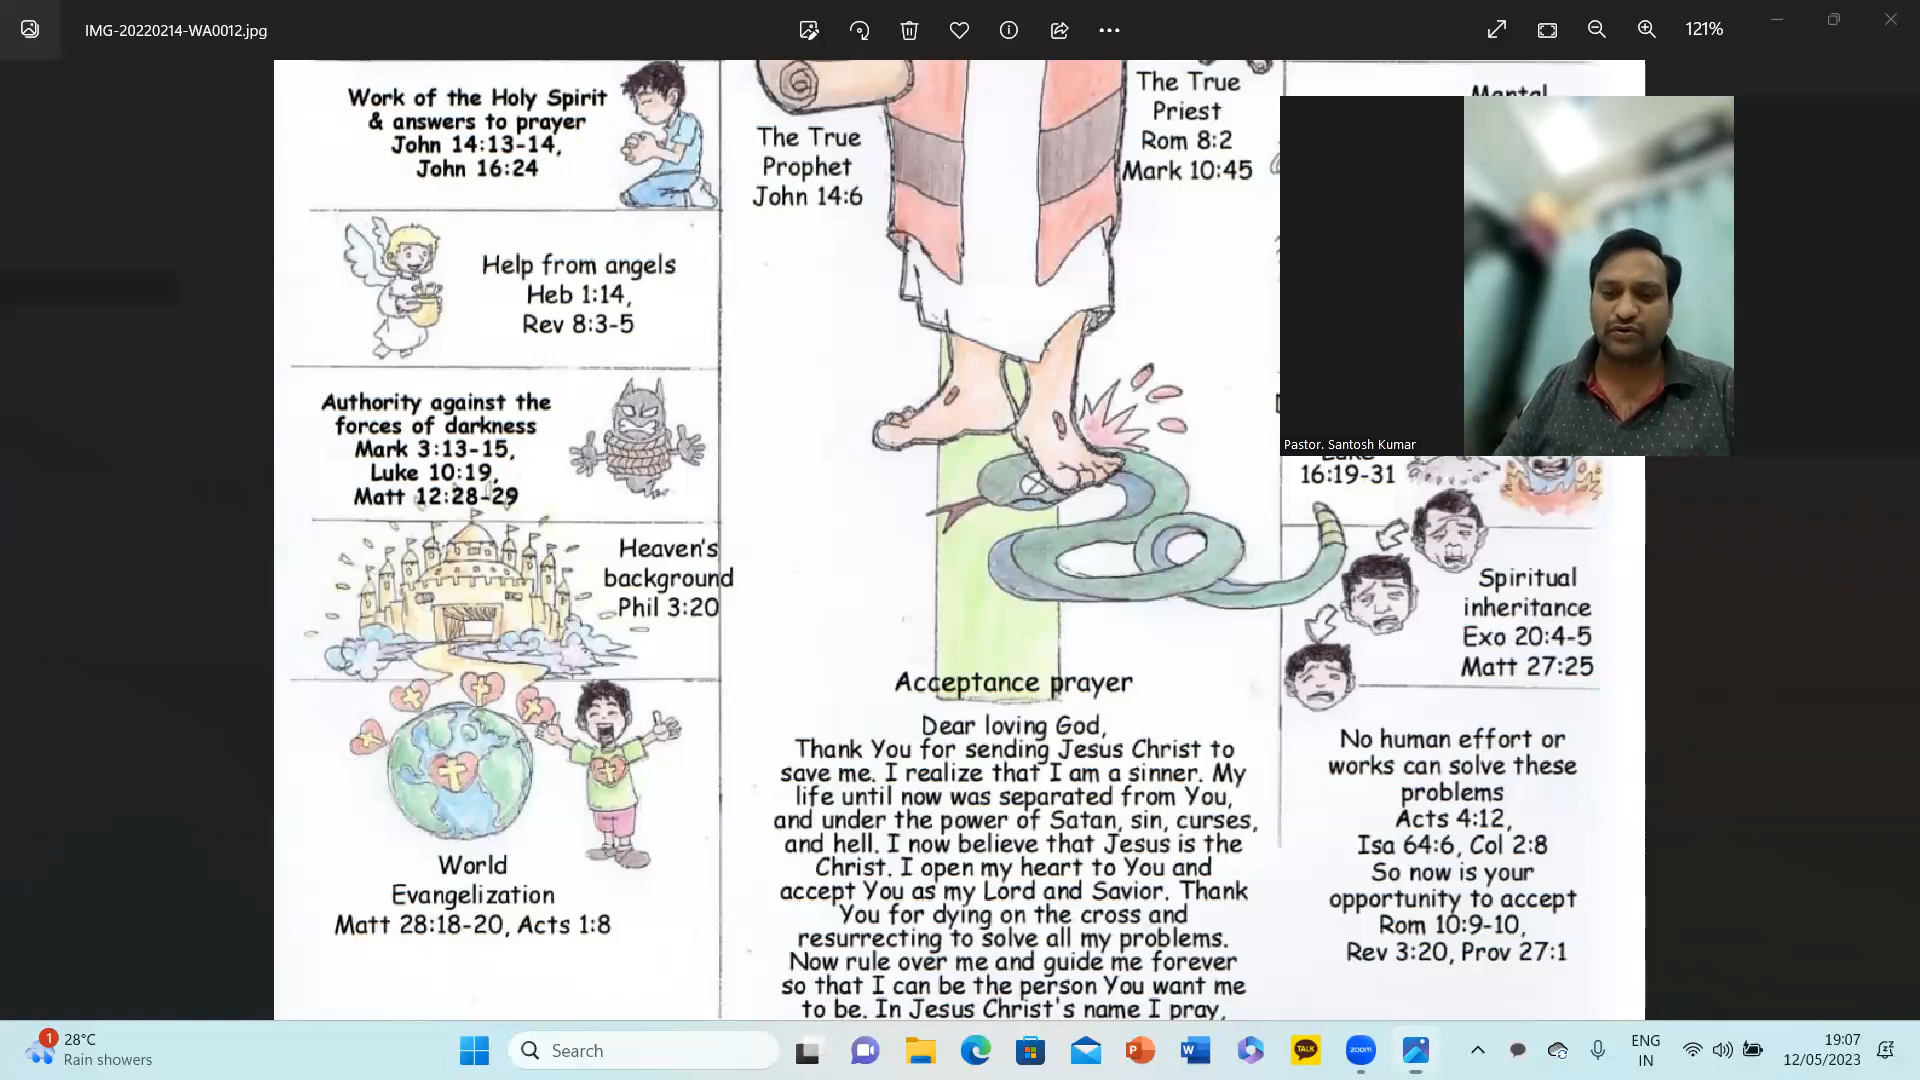 IMG-20220214-WA0012.jpg
121%
Work of the Holy Spirit
& answers to prayer
John 14:13-14,
John 16:24
Help from angels
Heb 1:14,
Rev 8:3-5
Authority against the
forces of darkness
Mark 3:13-15,
Luke 10:19,
Matt 12:28-29
Heaven's
background
Phil 3:20
World
Evangelization
Matt 28:18-20, Acts 1:8
The True
Prophet
John 14:6
The True
Priest
Rom 8:2
Mark 10:45
Acceptance prayer
Dear loving God,
Thank You for sending Jesus Christ to
save me. I realize that I am a sinner. My
life until now was separated from You,
and under the power of Satan, sin, curses,
and hell. I now believe that Jesus is the
Christ. I open my heart to You and
accept You as my Lord and Savior. Thank
You for dying on the cross and
resurrecting to solve all my problems.
Now rule over me and guide me forever
so that I can be the person You want me
to be. In Jesus Christ's name I pray,
Mental
Pastor. Santosh Kumar
Luke
16:19-31
Spiritual
inheritance
Exo 20:4-5
Matt 27:25
No human effort or
works can solve these
problems
Acts 4:12,
Isa 64:6, Col 2:8
So now is your
opportunity to accept
Rom 10:9-10,
Rev 3:20, Prov 27:1
1
28°C
Rain showers
Search
TALK
zoom
ENG
IN
19:07
12/05/2023